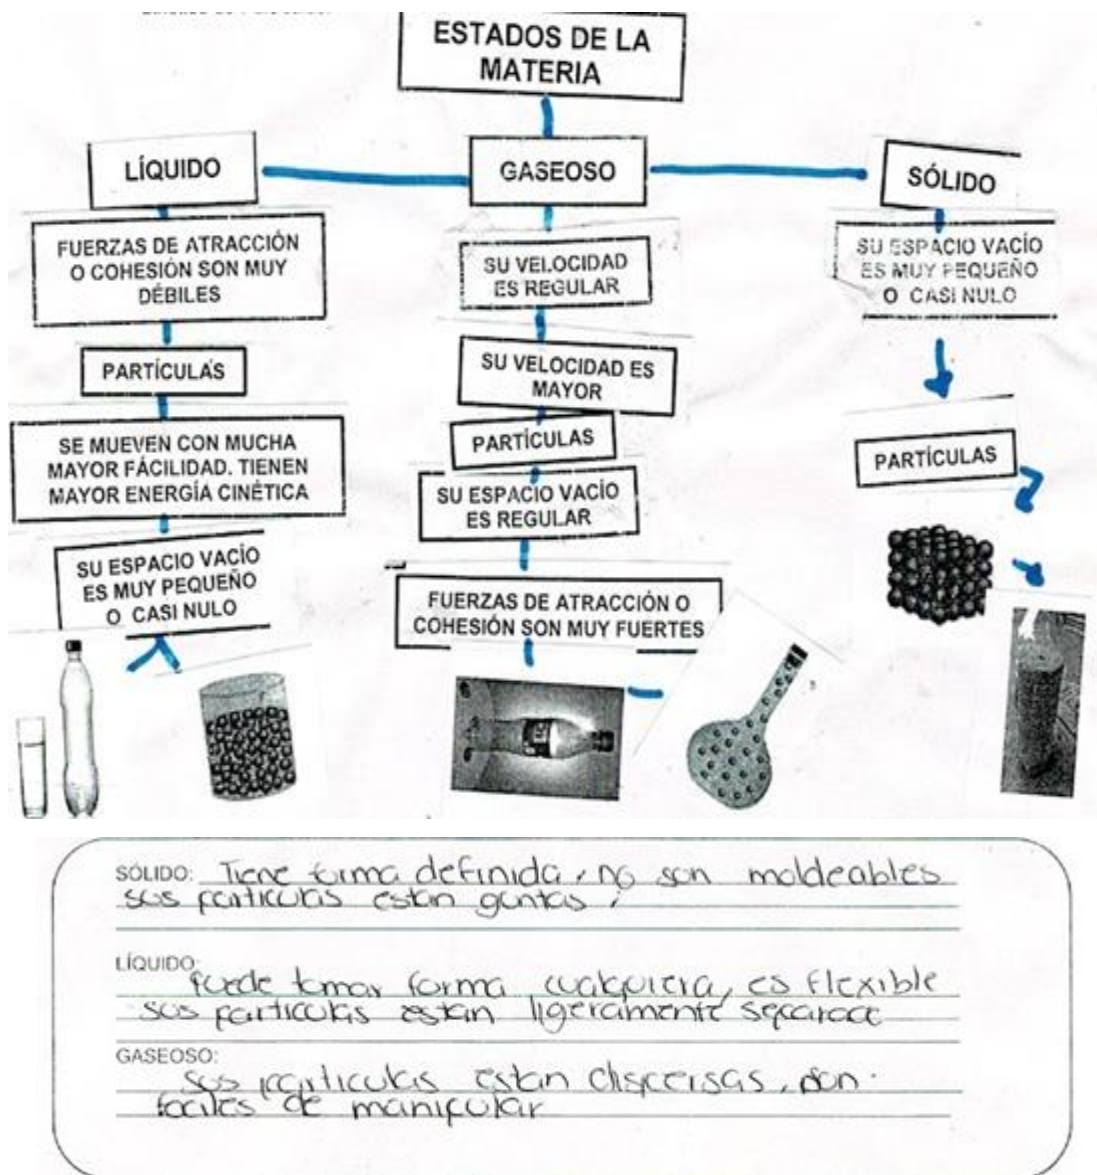 ESTADOS DE LA
MATERIA
LÍQUIDO
GASEOSO
SÓLIDO
FUERZAS DE ATRACCIÓN
O COHESIÓN SON MUY
DÉBILES
PARTÍCULAS
SE MUEVEN CON MUCHA
MAYOR FÁCILIDAD. TIENEN
MAYOR ENERGÍA CINÉTICA
SU ESPACIO VACÍO
ES MUY PEQUEÑO
O CASI NULO
SU VELOCIDAD
ES REGULAR
SU VELOCIDAD ES
MAYOR
PARTÍCULAS
SU ESPACIO VACÍO
ES REGULAR
FUERZAS DE ATRACCIÓN O
COHESIÓN SON MUY FUERTES
SU ESPACIO VACÍO
ES MUY PEQUEÑO
O CASI NULO
PARTÍCULAS
SÓLIDO: Tiene forma definida, no son moldeables
sus particulas estan guntas.
LÍQUIDO:
Puede tomar forma cualquiera, es flexible
sus particulas estan ligeramente
GASEOSO:
sus particulas estan dispersas,
faciles de manipular